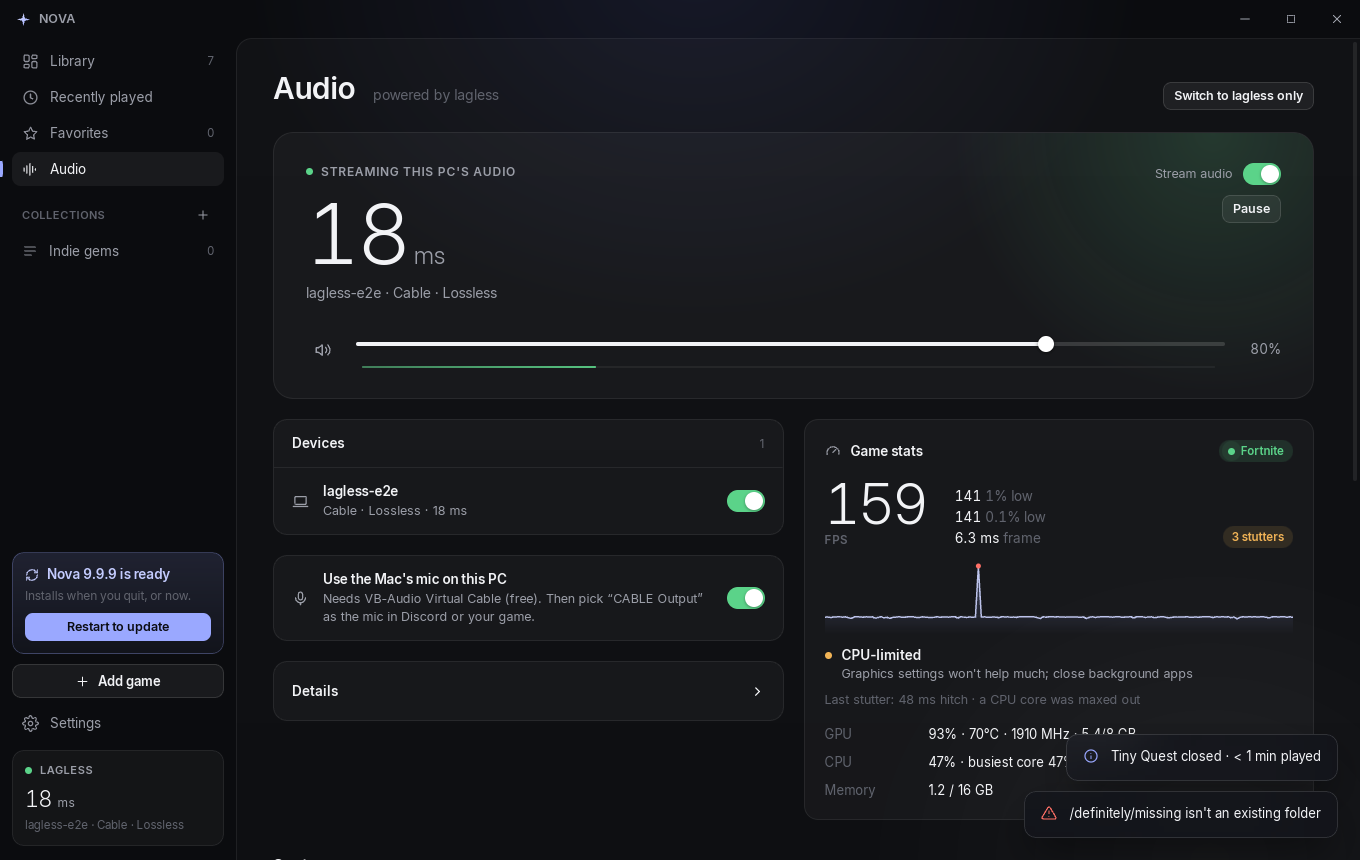 NOVA
Library 7
Recently played
Favorites 0
Audio
COLLECTIONS
Indie gems 0
Nova 9.9.9 is ready
Installs when you quit, or now.
Restart to update
Add game
Settings
LAGLESS
18 ms
lagless-e2e · Cable · Lossless
Audio powered by lagless
Switch to lagless only
STREAMING THIS PC'S AUDIO
Stream audio
Pause
18 ms
lagless-e2e · Cable · Lossless
80%
Devices 1
lagless-e2e
Cable · Lossless · 18 ms
Use the Mac's mic on this PC
Needs VB-Audio Virtual Cable (free). Then pick “CABLE Output”
as the mic in Discord or your game.
Details
Game stats
Fortnite
159
FPS
141 1% low
141 0.1% low
6.3 ms frame
3 stutters
CPU-limited
Graphics settings won't help much; close background apps
Last stutter: 48 ms hitch · a CPU core was maxed out
GPU 93% · 70°C · 1910 MHz · 5.4/8 GB
CPU 47% · busiest core 47%
Memory 1.2 / 16 GB
Tiny Quest closed · < 1 min played
/definitely/missing isn't an existing folder